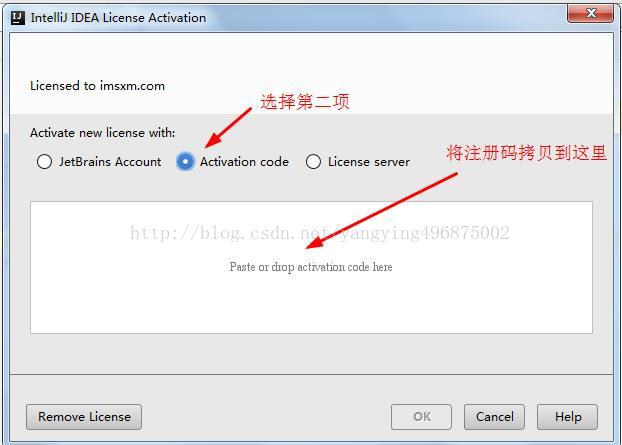 IntelliJ IDEA License Activation
Licensed to imsxm.com
选择第二项
Activate new license with:
JetBrains Account
Activation code
License server
将注册码拷贝到这里
http://blog.csdn.net/yangying496875002
Paste or drop activation code here
Remove License
OK
Cancel
Help